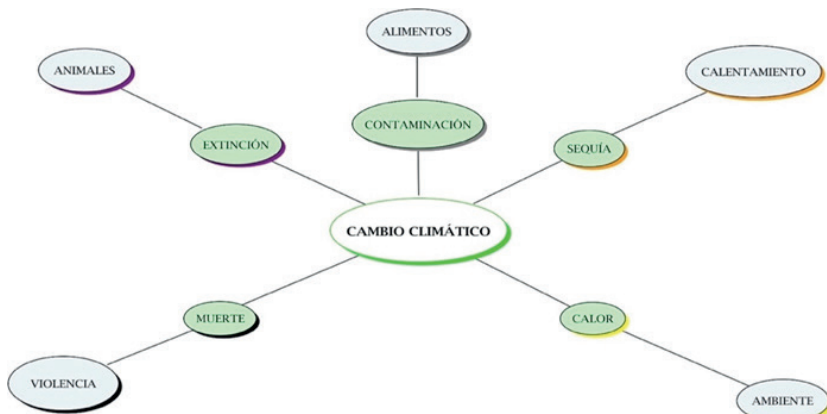 ALIMENTOS
ANIMALES
CALENTAMIENTO
CONTAMINACIÓN
EXTINCIÓN
SEQUÍA
CAMBIO CLIMÁTICO
MUERTE
CALOR
VIOLENCIA
AMBIENTE